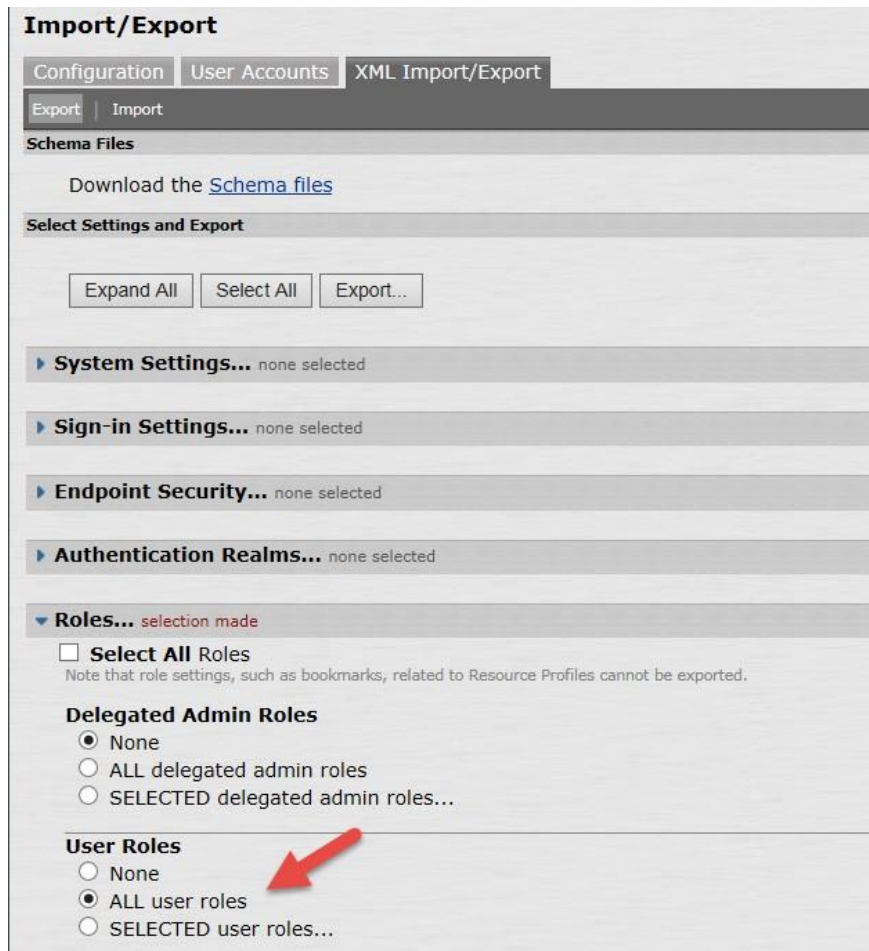 Import/Export
Configuration User Accounts XML Import/Export
Export | Import
Schema Files
Download the Schema files
Select Settings and Export
Expand All Select All Export...
System Settings... none selected
Sign-in Settings... none selected
Endpoint Security... none selected
Authentication Realms... none selected
Roles... selection made
Select All Roles
Note that role settings, such as bookmarks, related to Resource Profiles cannot be exported.
Delegated Admin Roles
None
ALL delegated admin roles
SELECTED delegated admin roles...
User Roles
None
ALL user roles
SELECTED user roles...